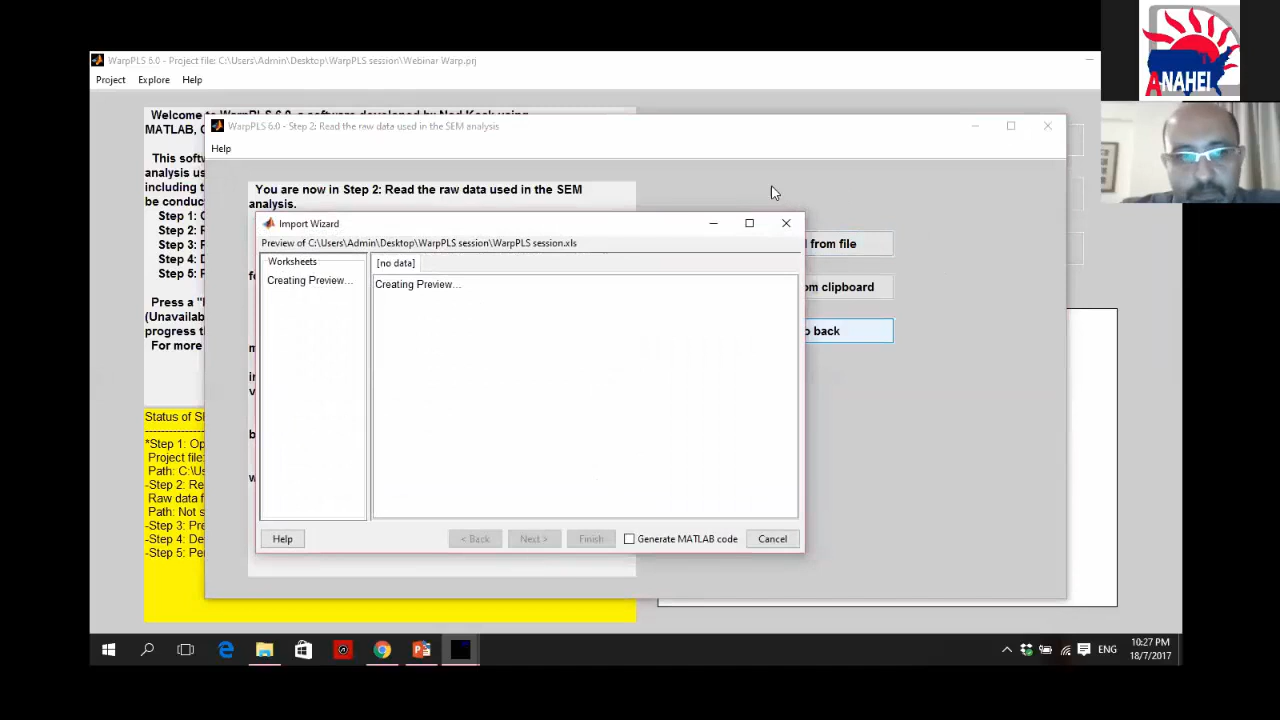 WarpPLS 6.0 - Project file: C:\Users\Admin\Desktop\WarpPLS session\Webinar Warp.prj
Project Explore Help
ANAHEI
Welcome to WarpPLS 6.0, a software developed by Ned Kock using
MATLAB, C
This soft
analysis us
including t
be conduc
Step 1: O
Step 2: R
Step 3: P
Step 4: D
Step 5: P
Press a "
(Unavailab
progress t
For more
WarpPLS 6.0 - Step 2: Read the raw data used in the SEM analysis
Help
You are now in Step 2: Read the raw data used in the SEM
analysis.
Import Wizard
Preview of C:\Users\Admin\Desktop\WarpPLS session\WarpPLS session.xls
Worksheets
Creating Preview...
[no data]
Creating Preview...
Help
< Back
Next >
Finish
Generate MATLAB code
Cancel
from file
om clipboard
o back
Status of SE
*Step 1: Op
Project file:
Path: C:\Us
-Step 2: Re
Raw data f
Path: Not s
-Step 3: Pre
-Step 4: De
-Step 5: Per
ENG
10:27 PM
18/7/2017